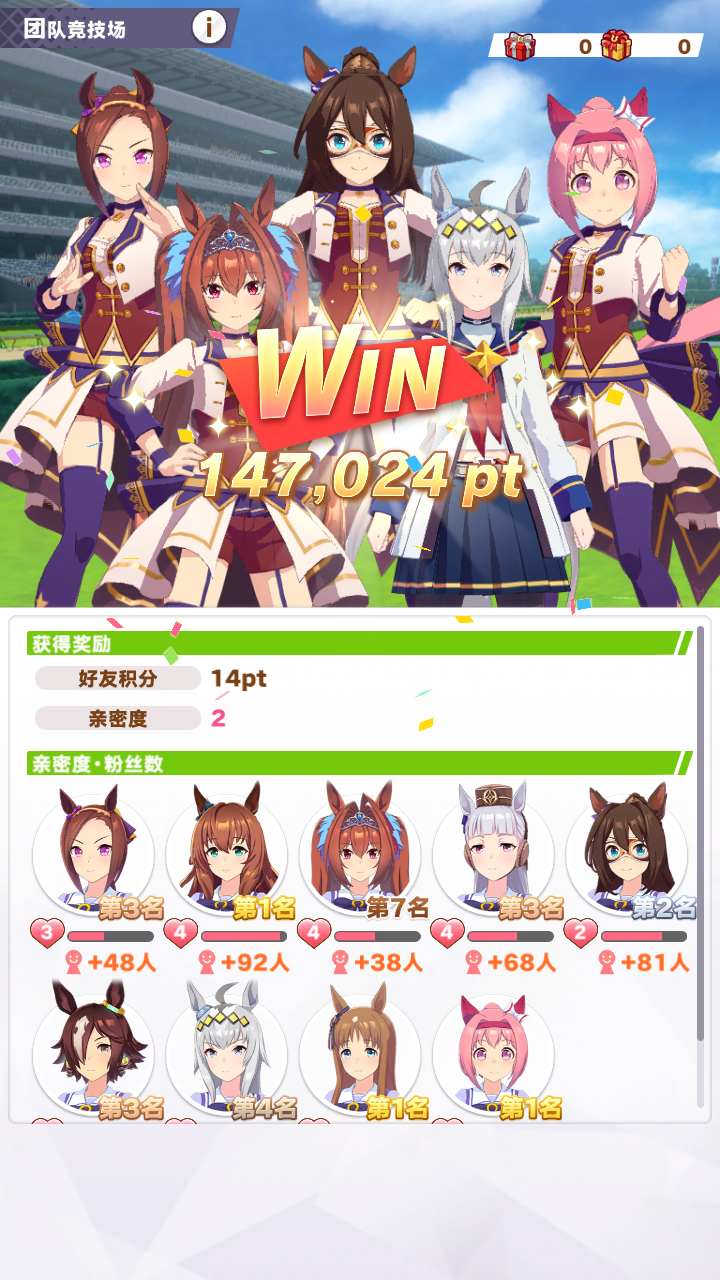 团队竞技场 i
0 0
WIN
147,024 pt
获得奖励
好友积分 14pt
亲密度 2
亲密度·粉丝数
第3名 第1名 第7名 第3名 第2名
3 4 4 4 2
+48人 +92人 +38人 +68人 +81人
第3名 第4名 第1名 第1名